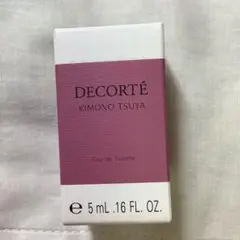 DECORTÉ
KIMONO TSUYA
Eau de Toilette
℮ 5 mL .16 FL. OZ.